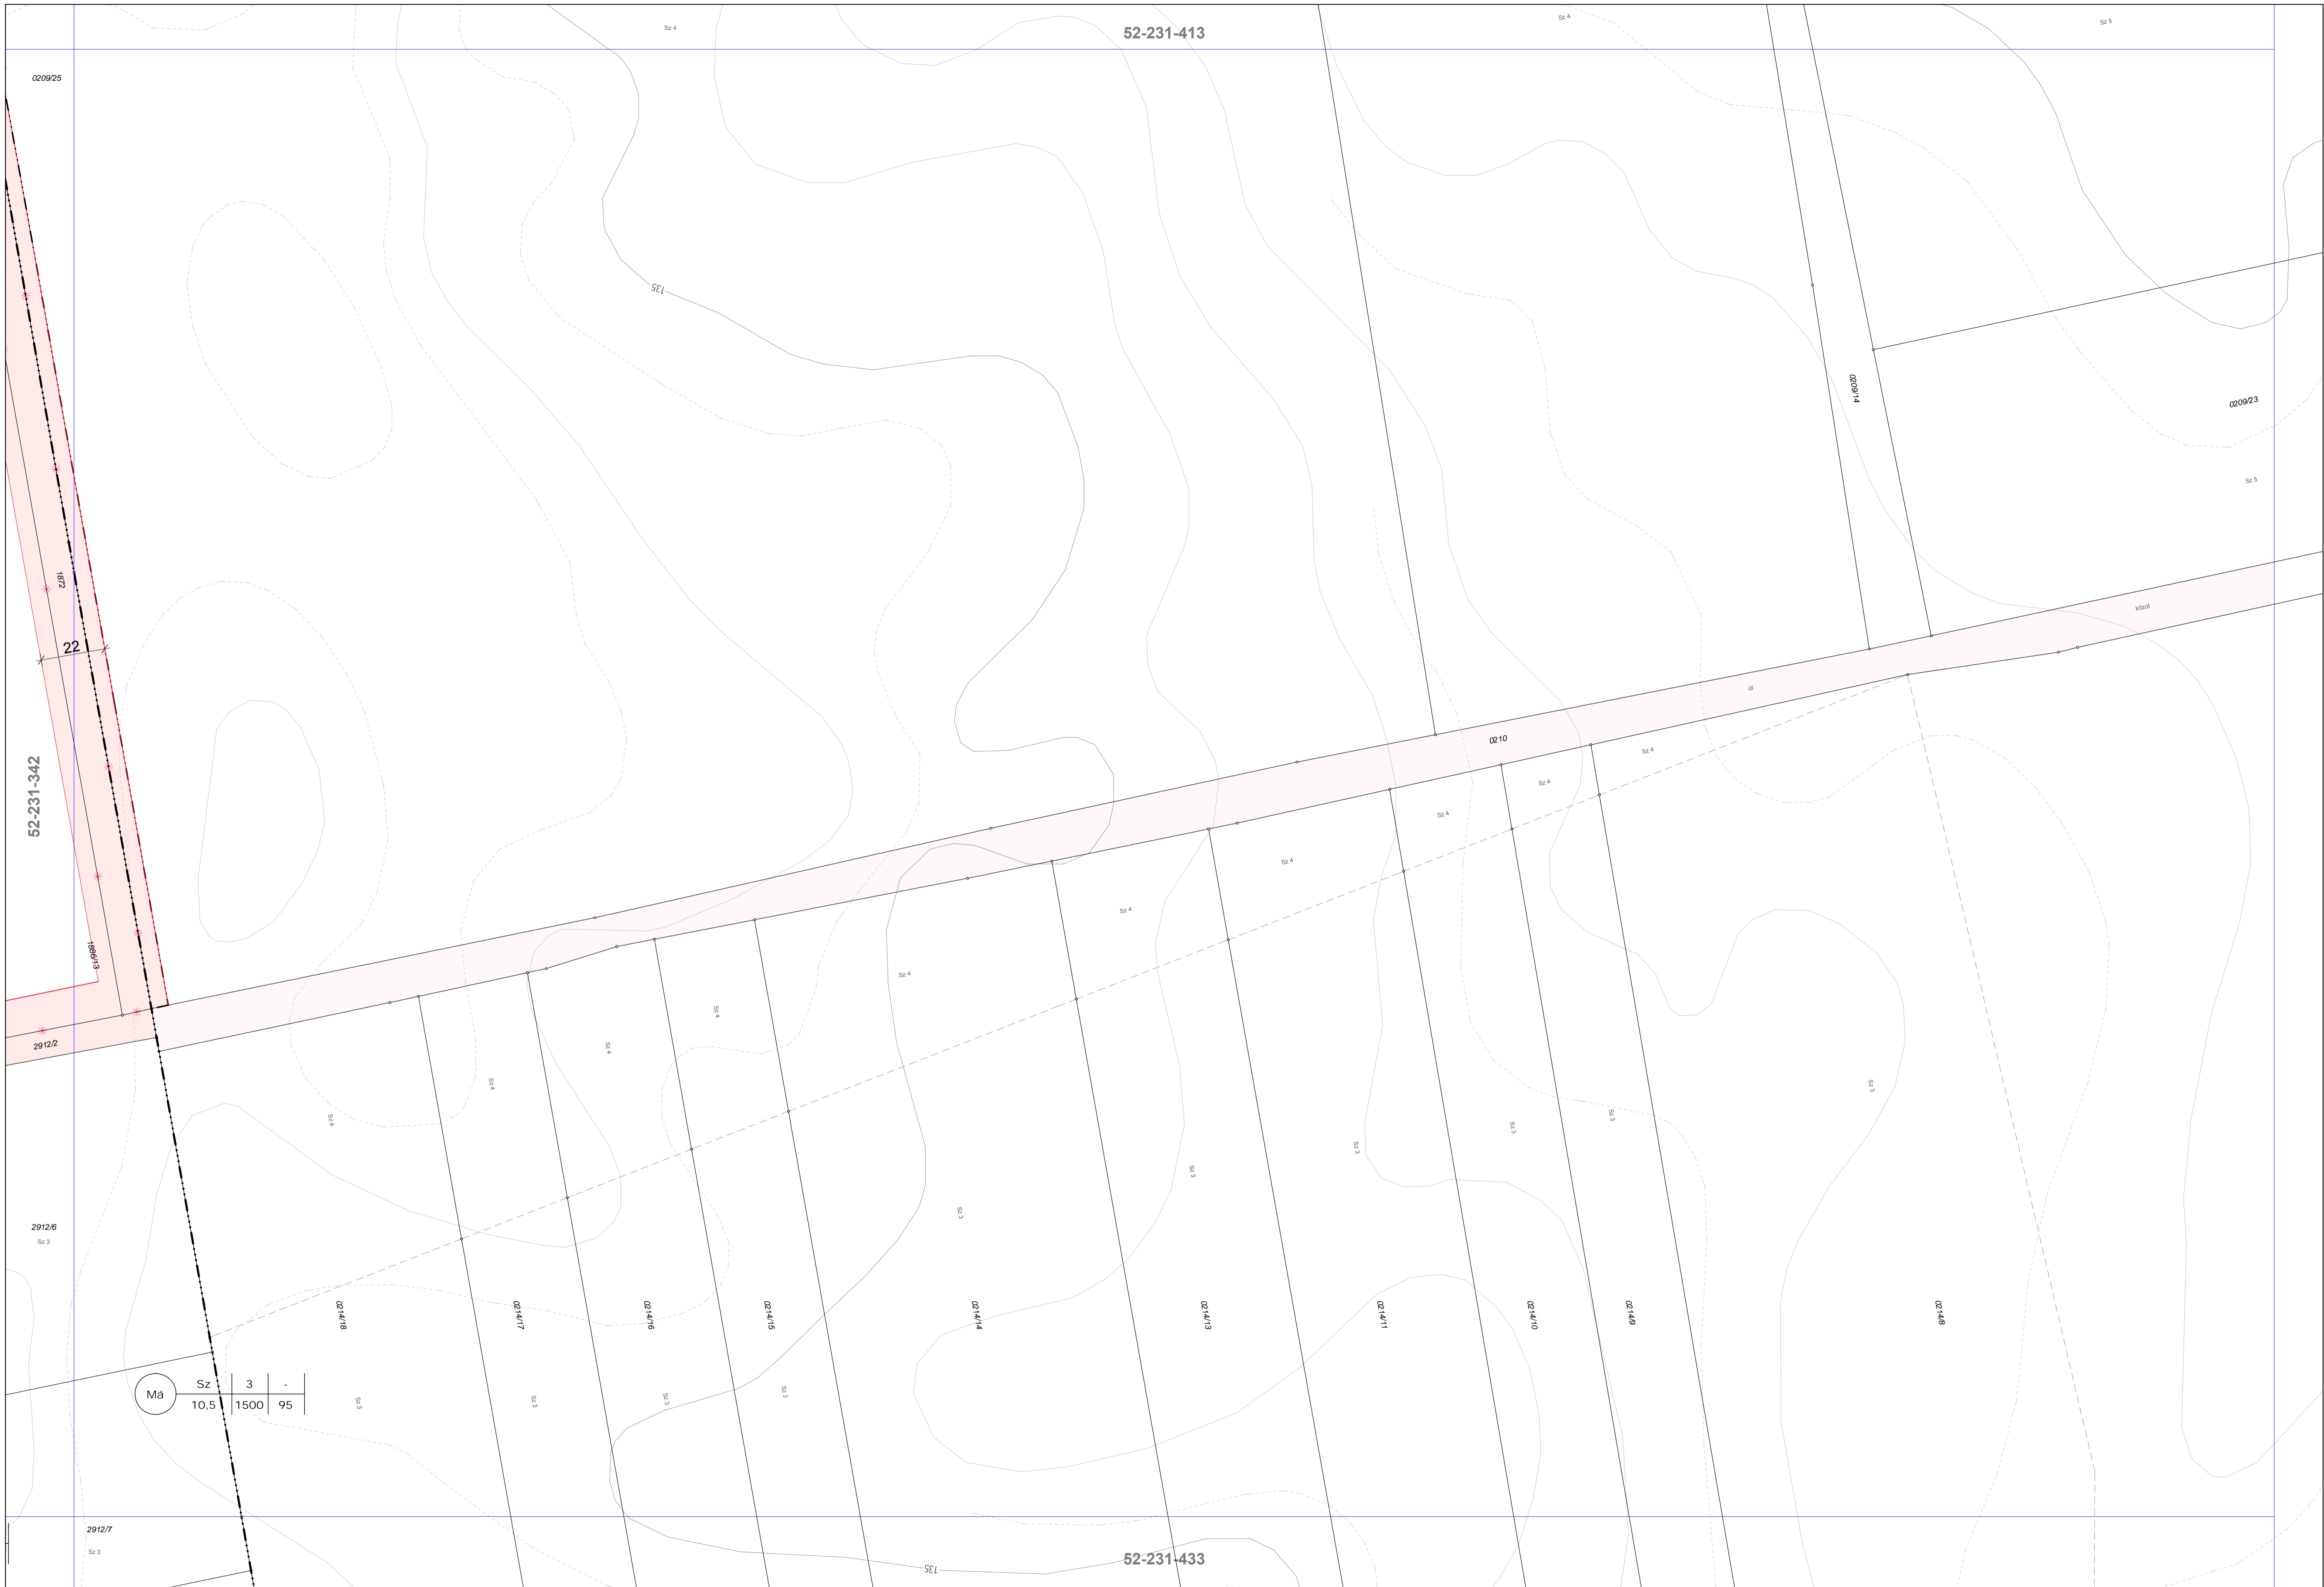 Sz 4
52-231-413
Sz 4
Sz 5
0209/25
135
0209/14
0209/23
Sz 5
1872
22
közút
út
0210
52-231-342
Sz 4
Sz 4
Sz 4
Sz 4
Sz 4
Sz 4
1886/13
Sz 4
Sz 4
Sz 4
Sz 4
2912/2
Sz 3
Sz 3
Sz 3
Sz 3
Sz 3
Sz 3
2912/6
Sz 3
0214/18
0214/17
0214/16
0214/15
0214/14
0214/13
0214/11
0214/10
0214/9
0214/8
Má
Sz 3 -
10,5 1500 95
Sz 3
Sz 3
Sz 3
Sz 3
2912/7
Sz 3
135
52-231-433